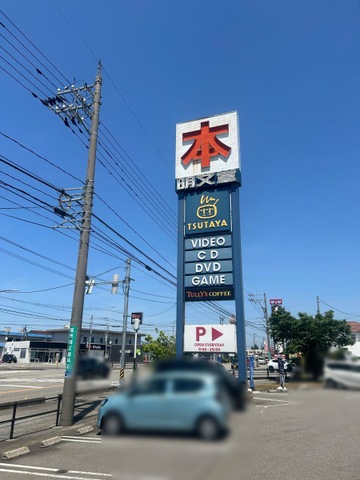 本
明文堂
TSUTAYA
VIDEO
CD
DVD
GAME
TULLY'S COFFEE
P
OPEN EVERYDAY